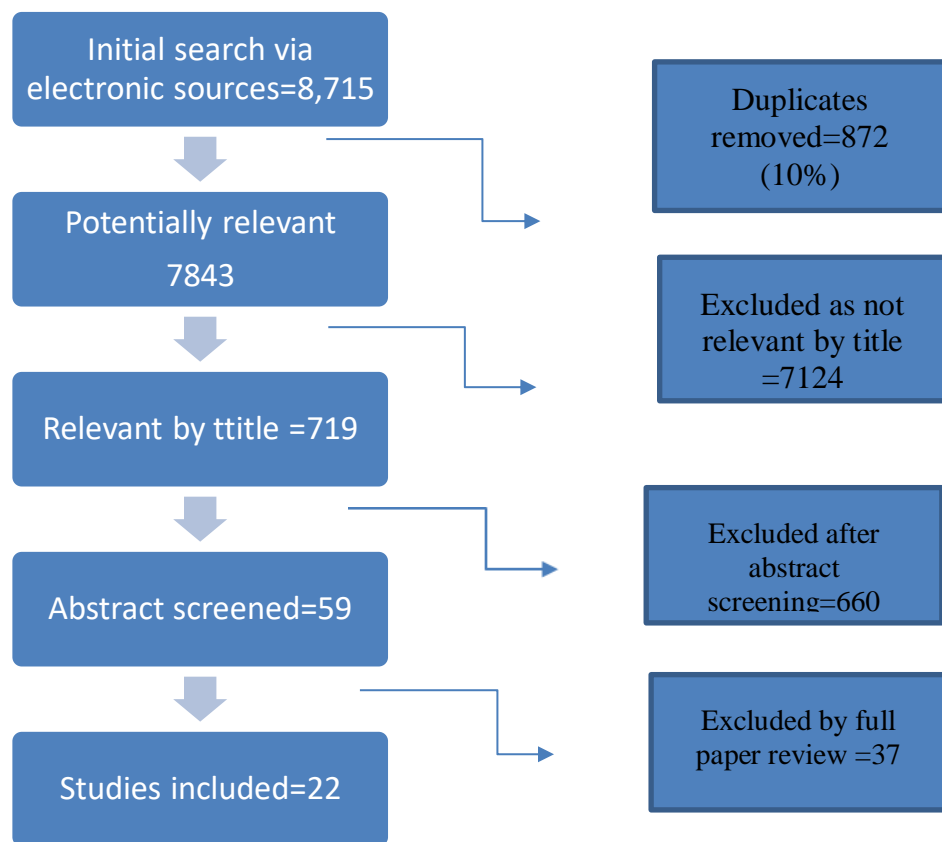 Initial search via
electronic sources=8,715
Duplicates
removed=872
(10%)
Potentially relevant
7843
Excluded as not
relevant by title
=7124
Relevant by ttitle =719
Excluded after
abstract
screening=660
Abstract screened=59
Excluded by full
paper review =37
Studies included=22